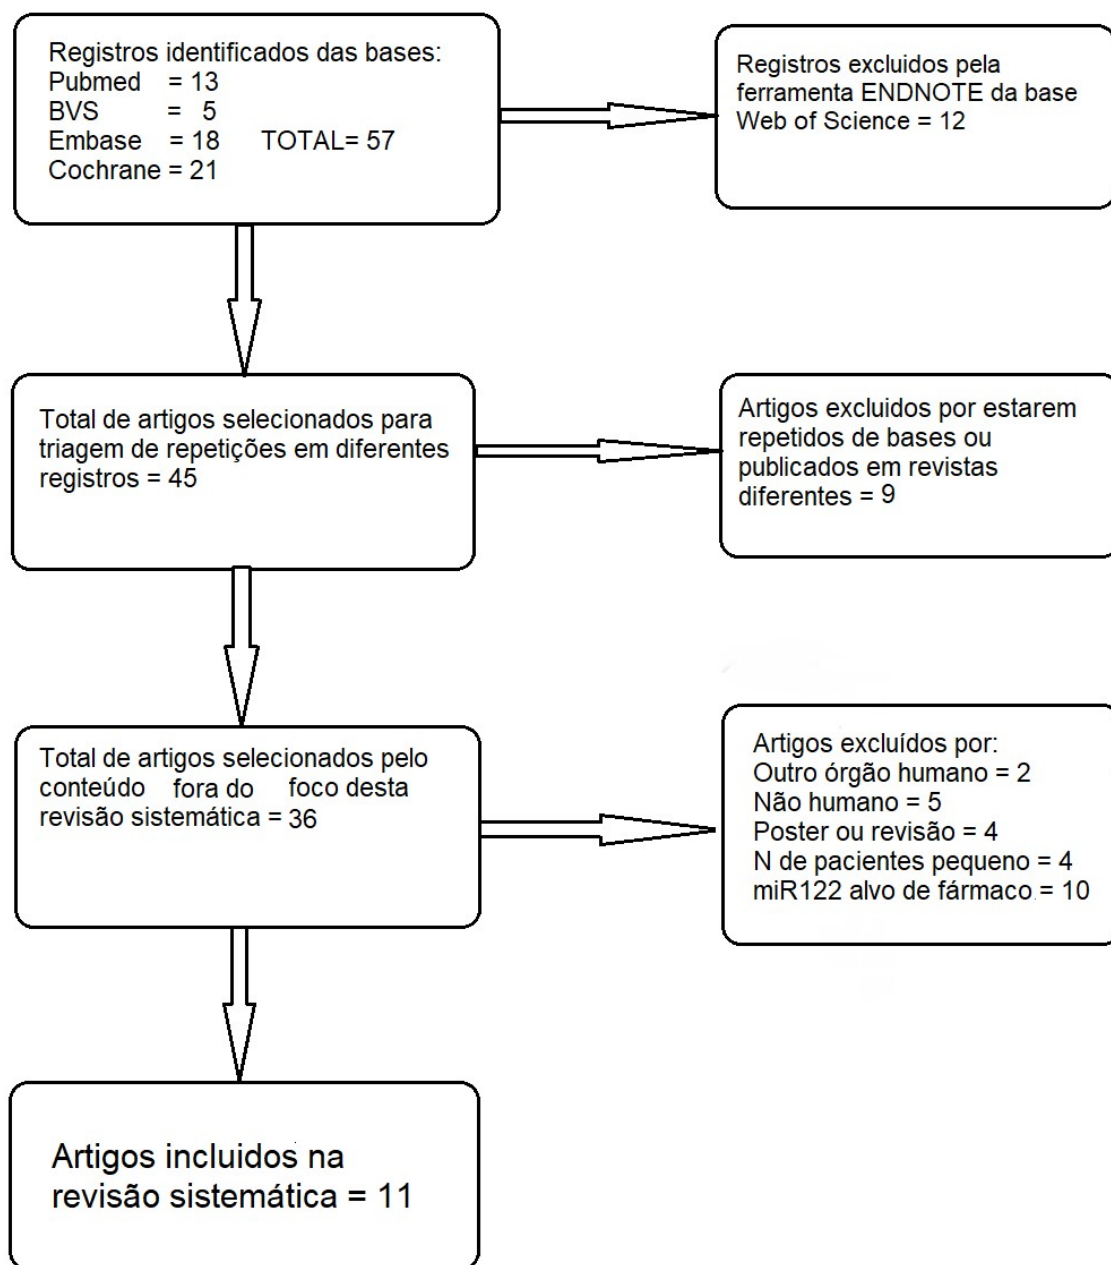 Registros identificados das bases:
Pubmed = 13
BVS = 5
Embase = 18 TOTAL= 57
Cochrane = 21
Registros excluidos pela
ferramenta ENDNOTE da base
Web of Science = 12
Total de artigos selecionados para
triagem de repetições em diferentes
registros = 45
Artigos excluidos por estarem
repetidos de bases ou
publicados em revistas
diferentes = 9
Total de artigos selecionados pelo
conteúdo fora do foco desta
revisão sistemática = 36
Artigos excluídos por:
Outro órgão humano = 2
Não humano = 5
Poster ou revisão = 4
N de pacientes pequeno = 4
miR122 alvo de fármaco = 10
Artigos incluidos na
revisão sistemática = 11